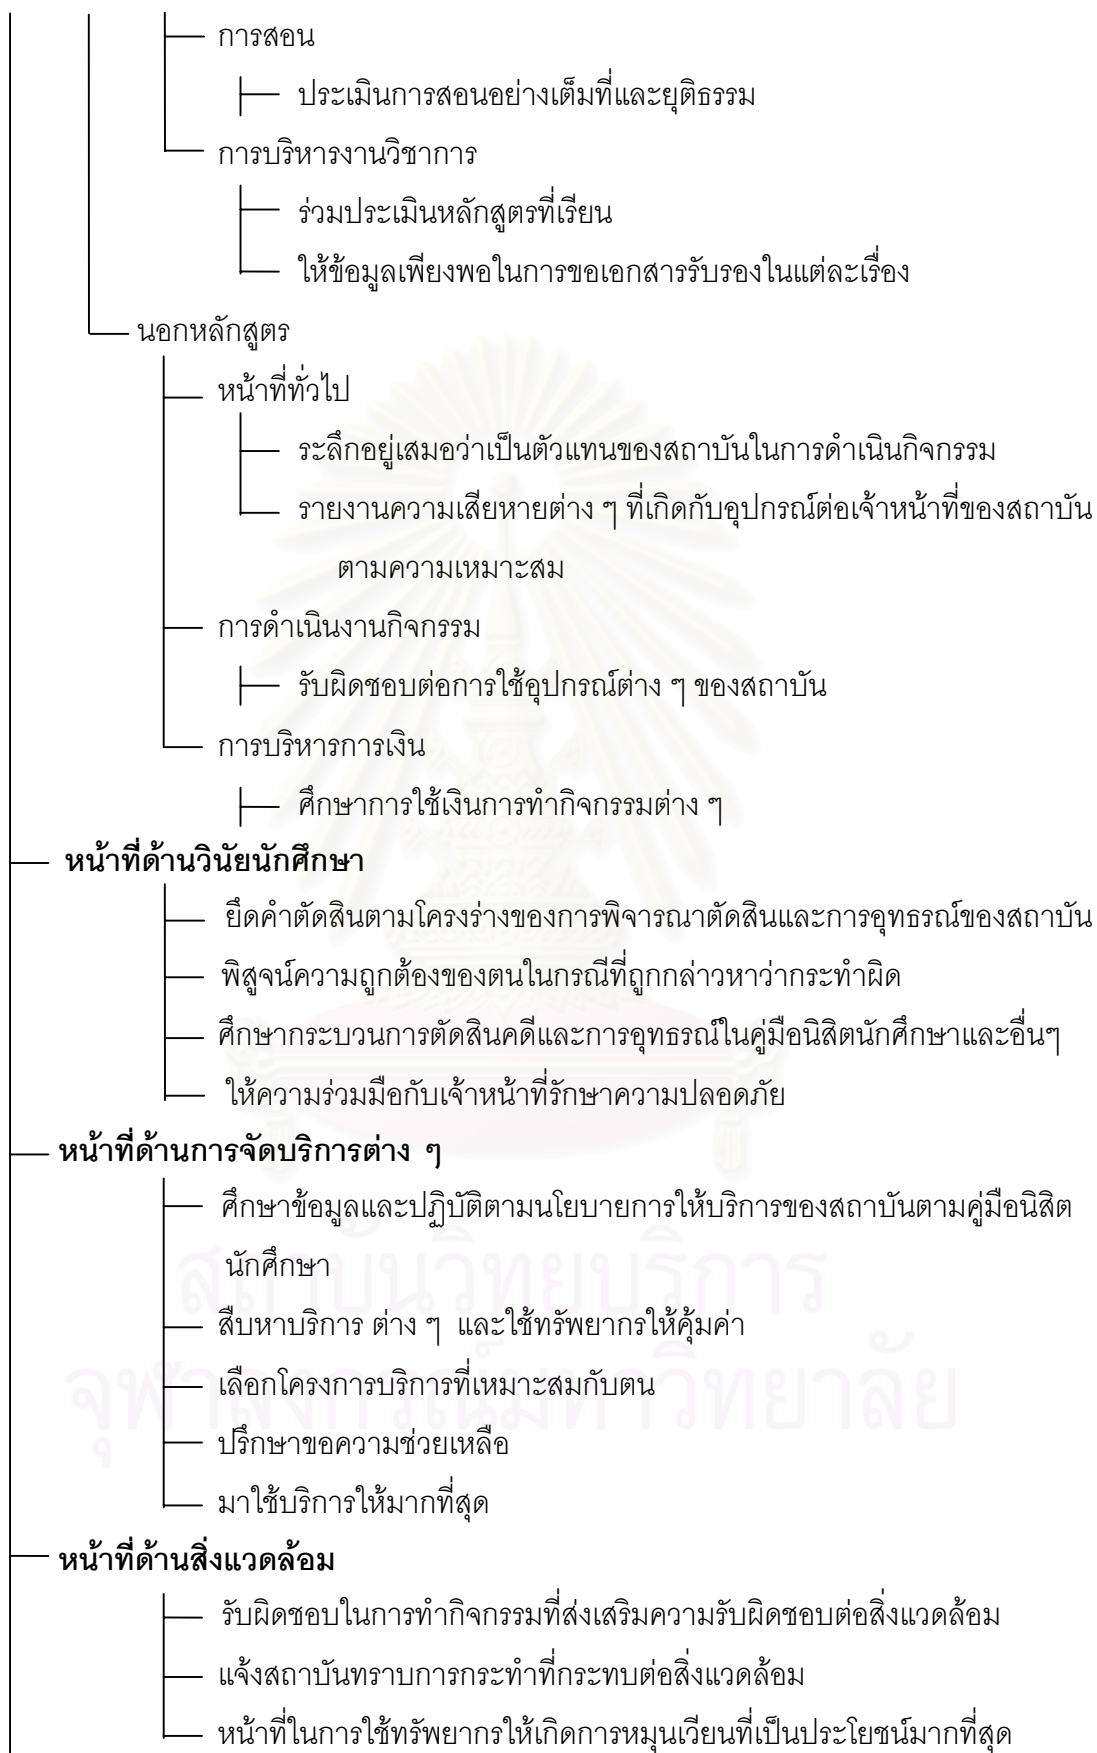 การสอน
ประเมินการสอนอย่างเต็มที่และยุติธรรม
การบริหารงานวิชาการ
ร่วมประเมินหลักสูตรที่เรียน
ให้ข้อมูลเพียงพอในการขอเอกสารรับรองในแต่ละเรื่อง
นอกหลักสูตร
หน้าที่ทั่วไป
ระลึกอยู่เสมอว่าเป็นตัวแทนของสถาบันในการดำเนินกิจกรรม
รายงานความเสียหายต่าง ๆ ที่เกิดกับอุปกรณ์ต่อเจ้าหน้าที่ของสถาบัน
ตามความเหมาะสม
การดำเนินงานกิจกรรม
รับผิดชอบต่อการใช้อุปกรณ์ต่าง ๆ ของสถาบัน
การบริหารการเงิน
ศึกษาการใช้เงินการทำกิจกรรมต่าง ๆ
หน้าที่ด้านวินัยนักศึกษา
ยึดคำตัดสินตามโครงร่างของการพิจารณาตัดสินและการอุทธรณ์ของสถาบัน
พิสูจน์ความถูกต้องของตนในกรณีที่ถูกกล่าวหาว่ากระทำผิด
ศึกษากระบวนการตัดสินคดีและการอุทธรณ์ในคู่มือนิสิตนักศึกษาและอื่นๆ
ให้ความร่วมมือกับเจ้าหน้าที่รักษาความปลอดภัย
หน้าที่ด้านการจัดบริการต่าง ๆ
ศึกษาข้อมูลและปฏิบัติตามนโยบายการให้บริการของสถาบันตามคู่มือนิสิต
นักศึกษา
สืบหาบริการ ต่าง ๆ และใช้ทรัพยากรให้คุ้มค่า
เลือกโครงการบริการที่เหมาะสมกับตน
ปรึกษาขอความช่วยเหลือ
มาใช้บริการให้มากที่สุด
หน้าที่ด้านสิ่งแวดล้อม
รับผิดชอบในการทำกิจกรรมที่ส่งเสริมความรับผิดชอบต่อสิ่งแวดล้อม
แจ้งสถาบันทราบการกระทำที่กระทบต่อสิ่งแวดล้อม
หน้าที่ในการใช้ทรัพยากรให้เกิดการหมุนเวียนที่เป็นประโยชน์มากที่สุด
สถาบันวิทยบริการ
จุฬาลงกรณ์มหาวิทยาลัย